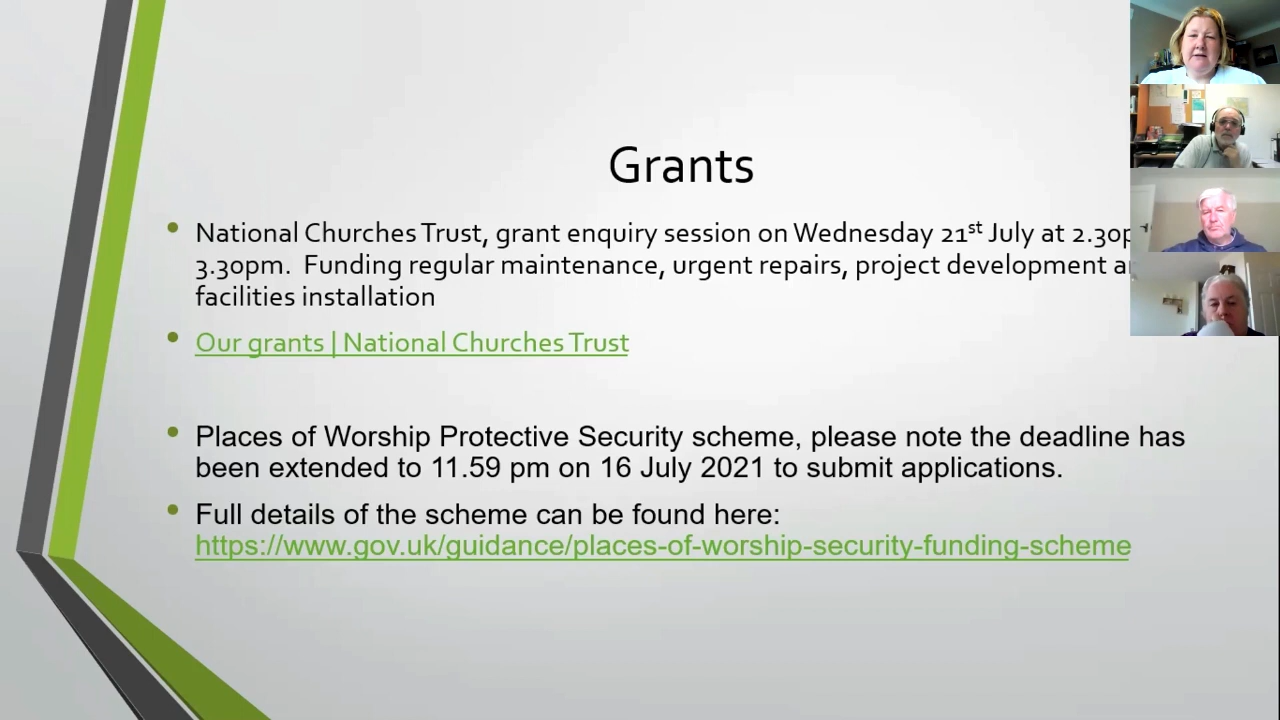 Grants
• National Churches Trust, grant enquiry session on Wednesday 21st July at
3.30pm. Funding regular maintenance, urgent repairs, project development
facilities installation
• Our grants | National Churches Trust
• Places of Worship Protective Security scheme, please note the deadline has
been extended to 11.59 pm on 16 July 2021 to submit applications.
• Full details of the scheme can be found here:
https://www.gov.uk/guidance/places-of-worship-security-funding-scheme